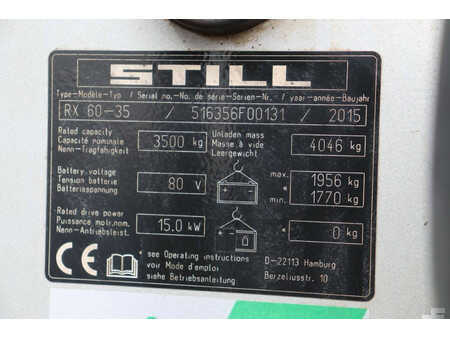 STILL
Type-Modèle-Typ / Serial no.-No. de série-Serien-Nr. / year-année-Baujahr
RX 60-35 / 516356F00131 / 2015
Rated capacity
Capacité nominale
Nenn-Tragfähigkeit
3500 kg
Unladen mass
Masse à vide
Leergewicht
4046 kg
Battery voltage
Tension batterie
Batteriespannung
80 V
max. 1956 kg
*
min. 1770 kg
Rated drive power
Puissance motr.nom.
Nenn-Antriebsleist.
15.0 kW
* 0 kg
CE
* see Operating instructions
voir Mode d'emploi
siehe Betriebsanleitung
D-22113 Hamburg
Berzeliusstr. 10